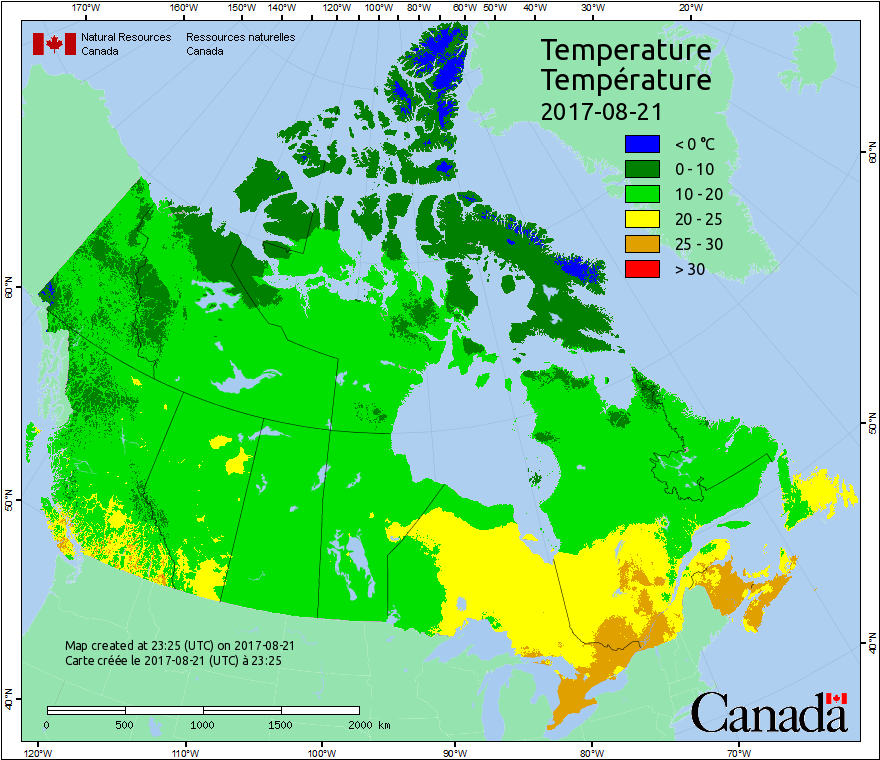 170°W 160°W 150°W 140°W 130°W 120°W 110°W 100°W 80°W 60°W 50°W 40°W 30°W 20°W
Natural Resources Ressources naturelles
Canada Canada
Temperature
Température
2017-08-21
< 0 °C
0 - 10
10 - 20
20 - 25
25 - 30
> 30
60°N
60°N
50°N
50°N
40°N
40°N
Map created at 23:25 (UTC) on 2017-08-21
Carte créée le 2017-08-21 (UTC) à 23:25
Canada
0 500 1000 1500 2000 km
120°W 110°W 100°W 90°W 80°W 70°W